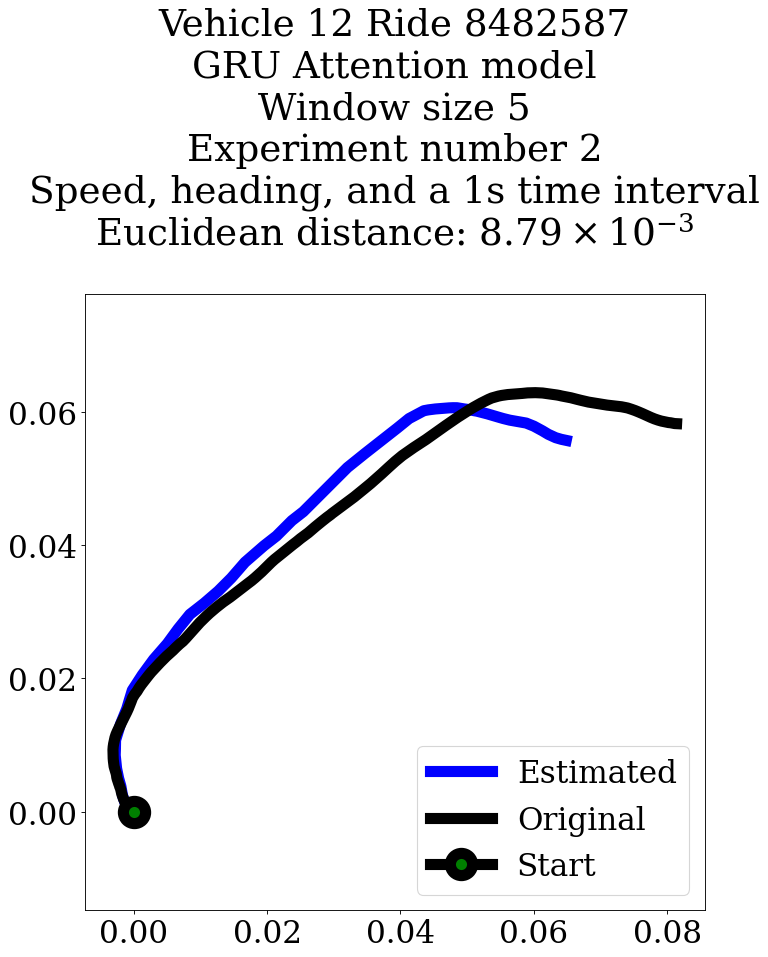 Vehicle 12 Ride 8482587
GRU Attention model
Window size 5
Experiment number 2
Speed, heading, and a 1s time interval
Euclidean distance: 8.79 × 10⁻³
0.06
0.04
0.02
0.00
Estimated
Original
Start
0.00 0.02 0.04 0.06 0.08